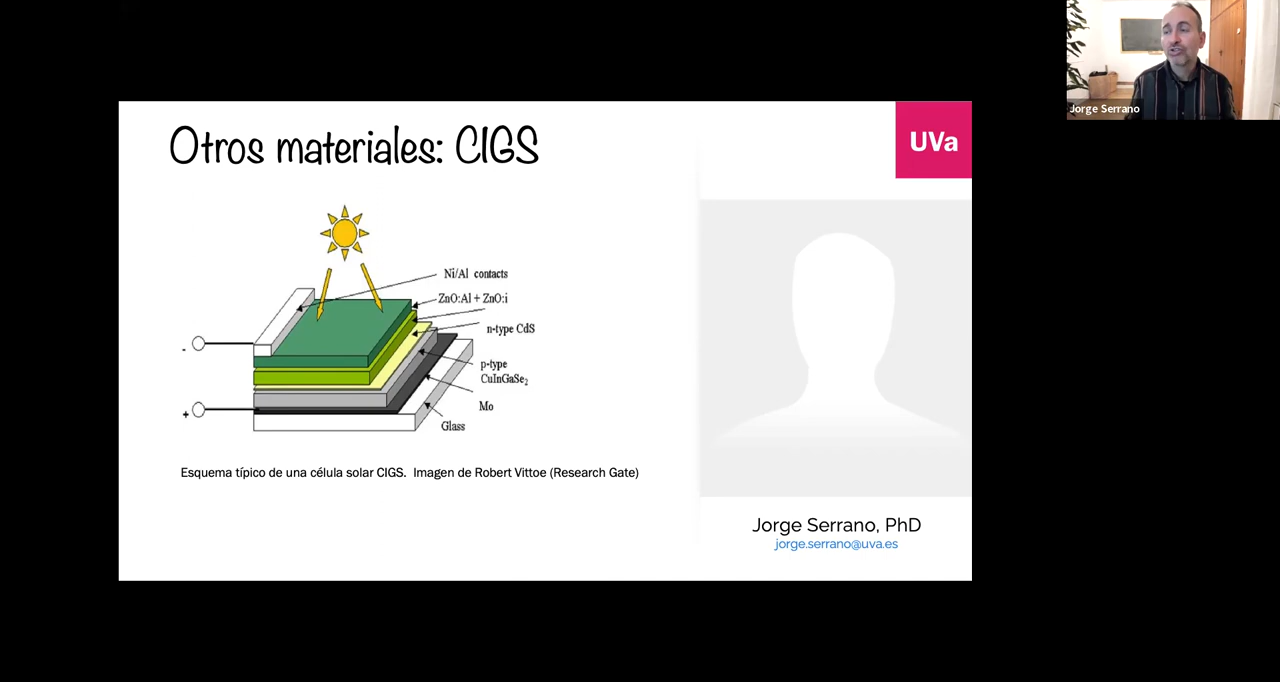 Jorge Serrano
Otros materiales: CIGS
UVa
Ni/Al contacts
ZnO:Al + ZnO:i
n-type CdS
p-type
CuInGaSe₂
Mo
Glass
-
+
Esquema típico de una célula solar CIGS. Imagen de Robert Vittoe (Research Gate)
Jorge Serrano, PhD
jorge.serrano@uva.es